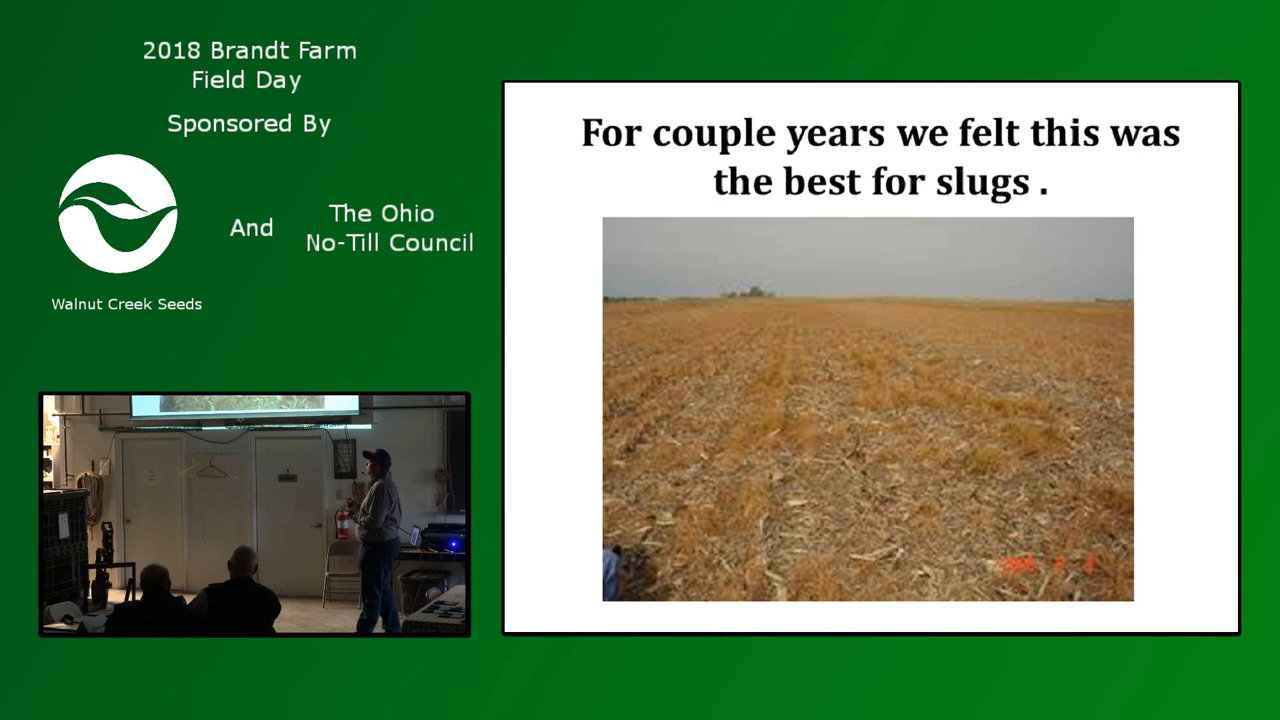 2018 Brandt Farm
Field Day
Sponsored By
And
The Ohio
No-Till Council
Walnut Creek Seeds
For couple years we felt this was
the best for slugs .